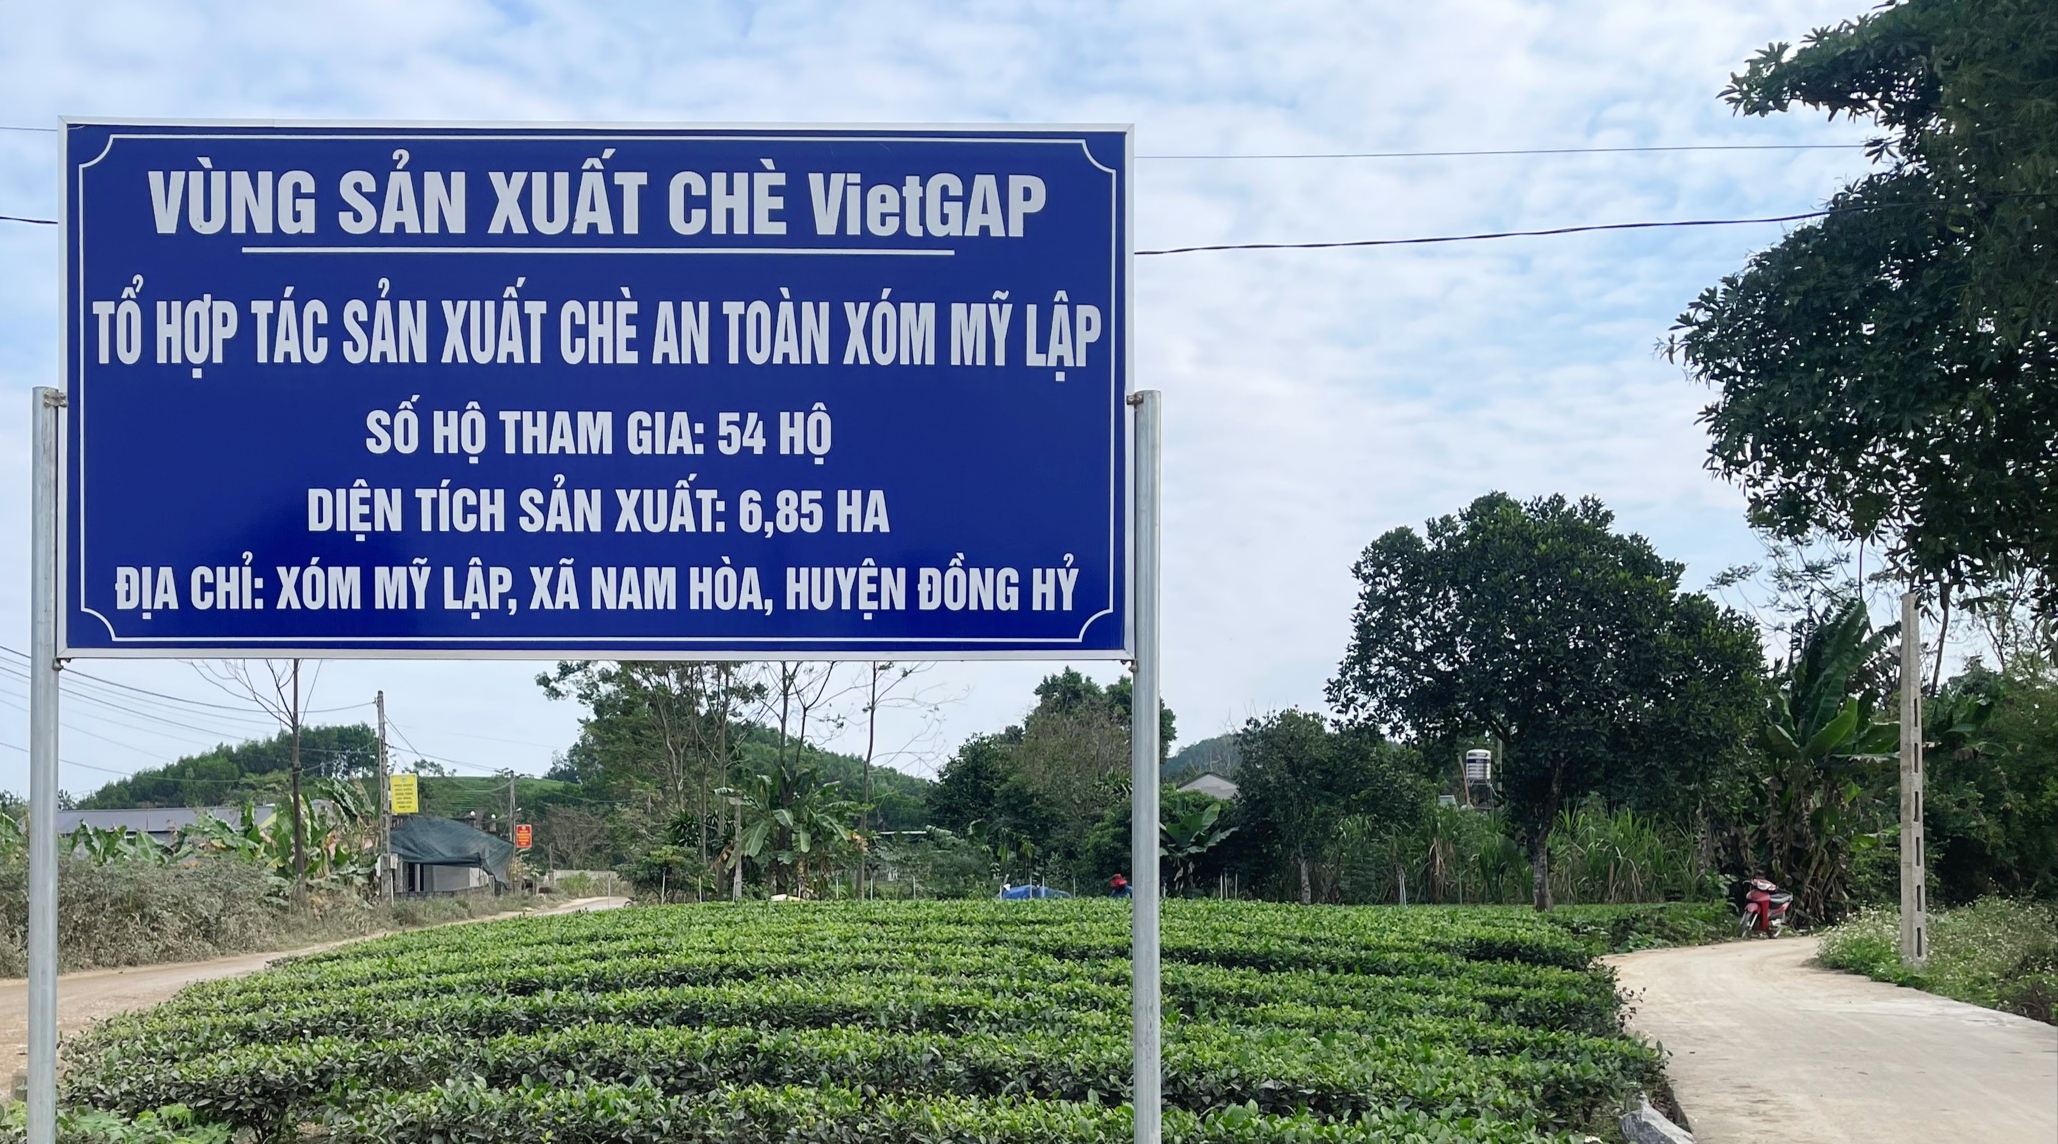 VÙNG SẢN XUẤT CHÈ VietGAP
TỔ HỢP TÁC SẢN XUẤT CHÈ AN TOÀN XÓM MỸ LẬP
SỐ HỘ THAM GIA: 54 HỘ
DIỆN TÍCH SẢN XUẤT: 6,85 HA
ĐỊA CHỈ: XÓM MỸ LẬP, XÃ NAM HÒA, HUYỆN ĐỒNG HỶ